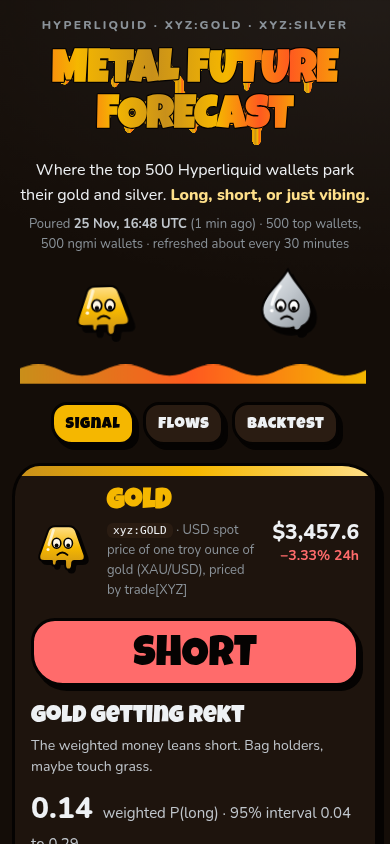 HYPERLIQUID · XYZ:GOLD · XYZ:SILVER
METAL FUTURE
FORECAST
Where the top 500 Hyperliquid wallets park
their gold and silver. Long, short, or just vibing.
Poured 25 Nov, 16:48 UTC (1 min ago) · 500 top wallets,
500 ngmi wallets · refreshed about every 30 minutes
SIGNAL
FLOWS
BACKTEST
GOLD
xyz:GOLD · USD spot
price of one troy ounce of
gold (XAU/USD), priced
by trade[XYZ]
$3,457.6
−3.33% 24h
SHORT
GOLD GETTING REKT
The weighted money leans short. Bag holders,
maybe touch grass.
0.14 weighted P(long) · 95% interval 0.04
to 0.29